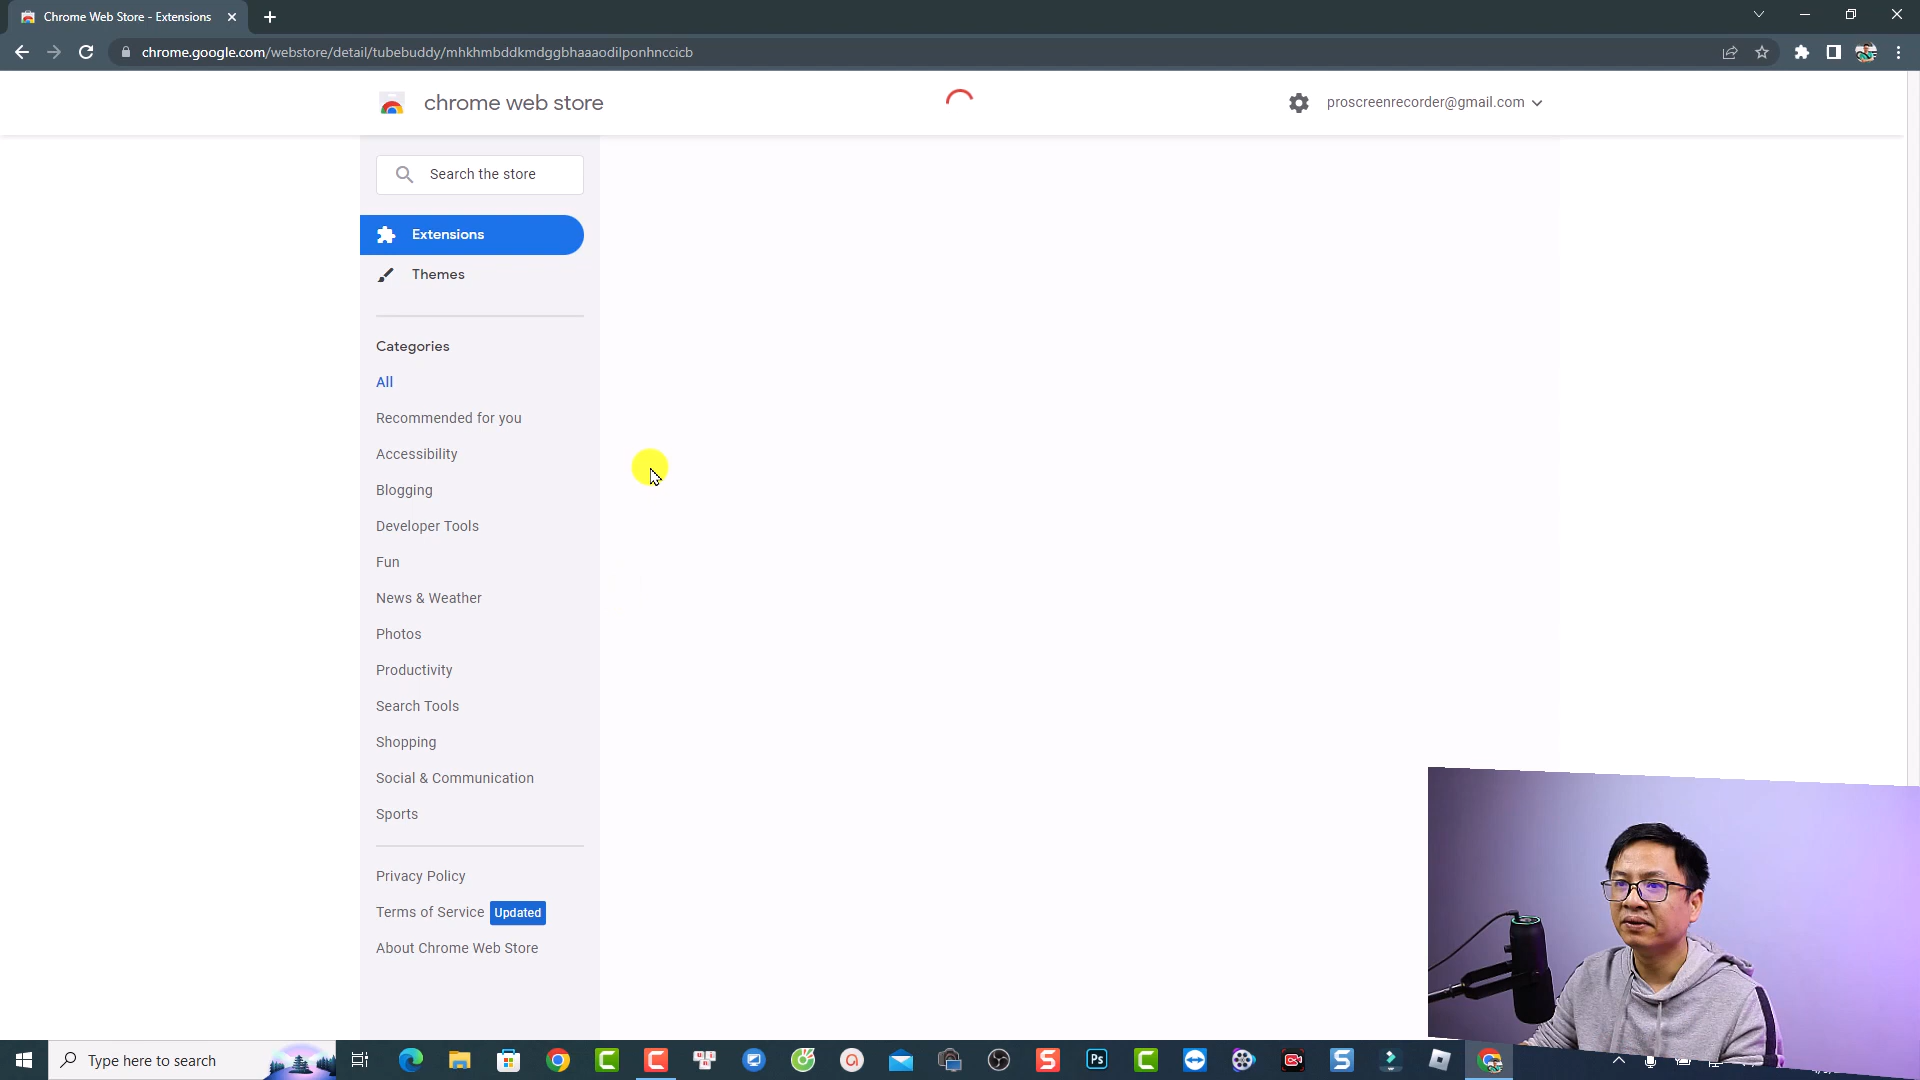 Chrome Web Store - Extensions
chrome.google.com/webstore/detail/tubebuddy/mhkhmbddkmdggbhaaaodilponhnccicb
chrome web store
proscreenrecorder@gmail.com
Search the store
Extensions
Themes
Categories
All
Recommended for you
Accessibility
Blogging
Developer Tools
Fun
News & Weather
Photos
Productivity
Search Tools
Shopping
Social & Communication
Sports
Privacy Policy
Terms of Service Updated
About Chrome Web Store
Type here to search